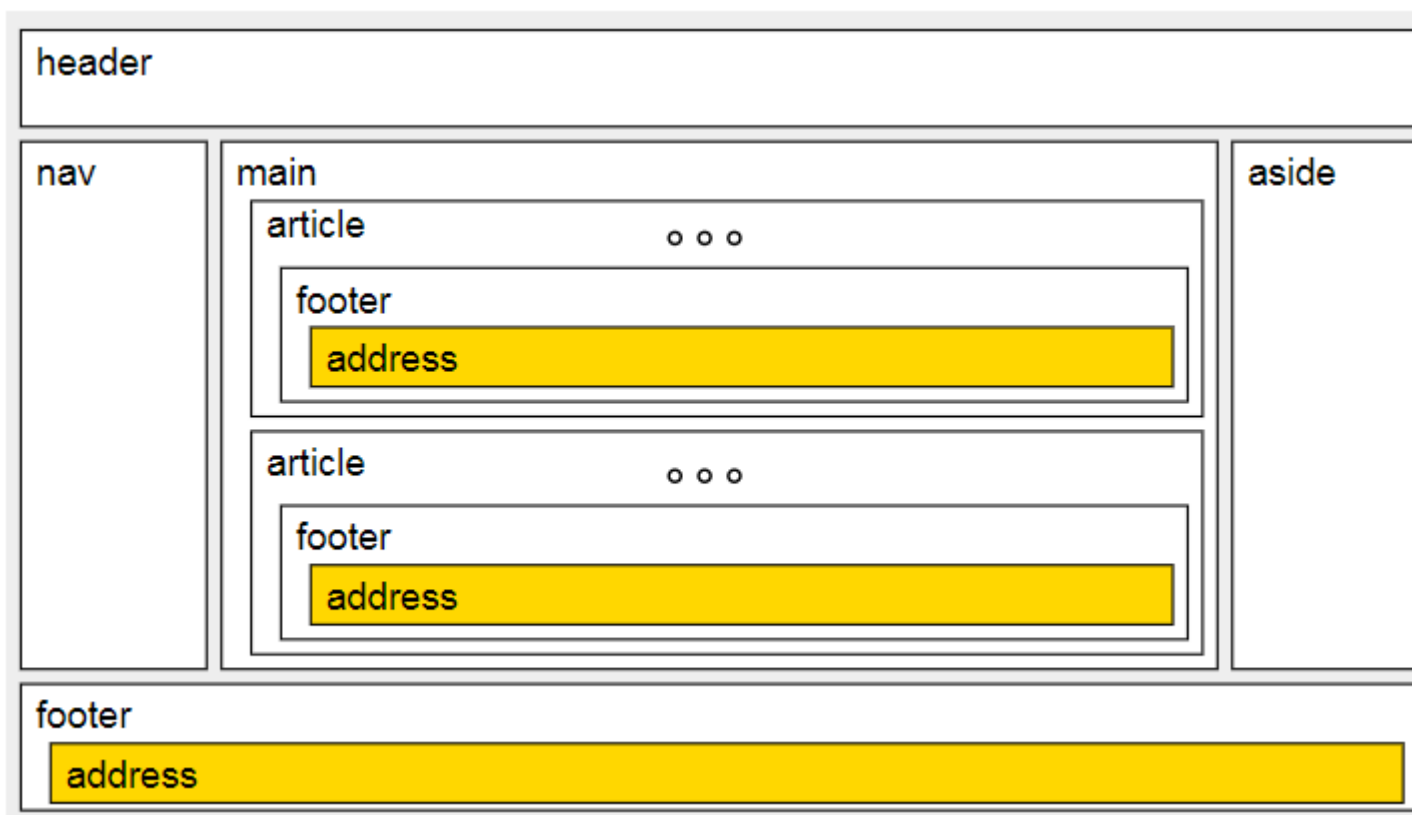 header
nav
main
article
footer
address
article
footer
address
aside
footer
address